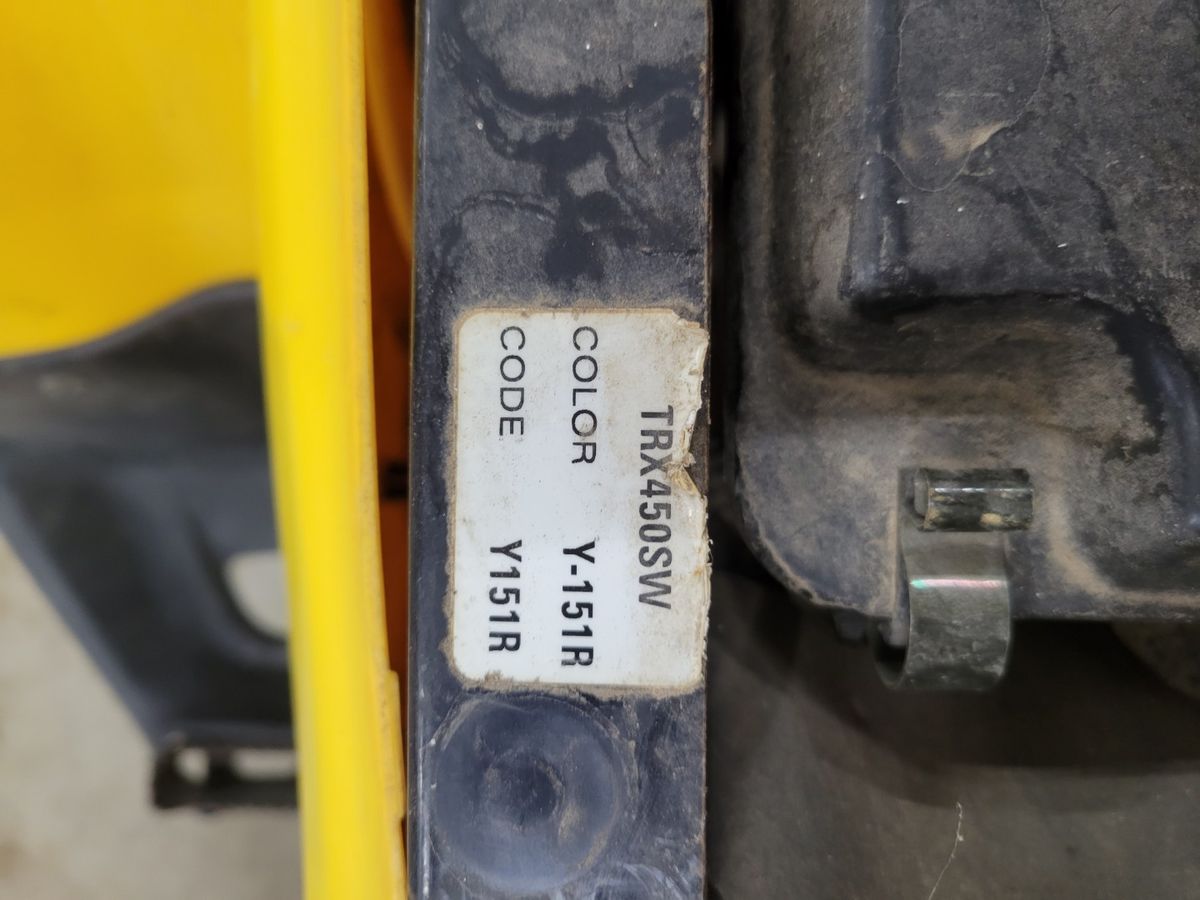 TRX450SW
COLOR Y-151R
CODE Y151R